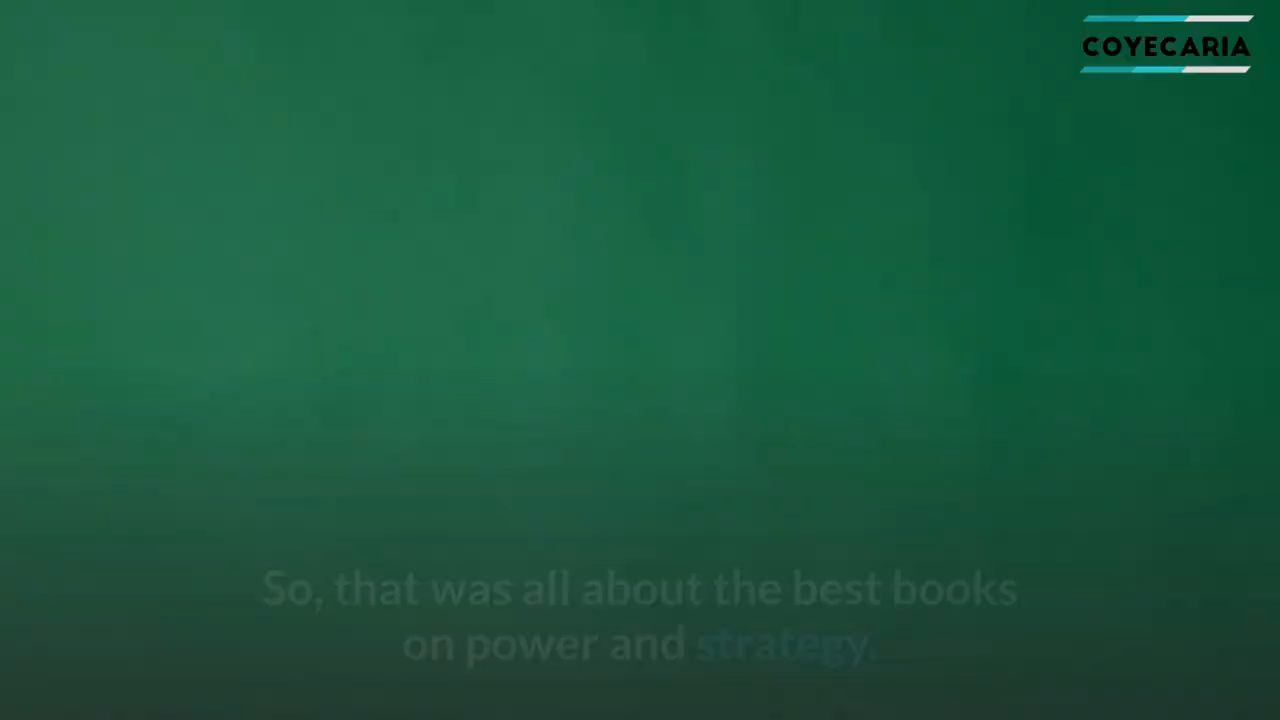 COYECARIA
So, that was all about the best books
on power and strategy.